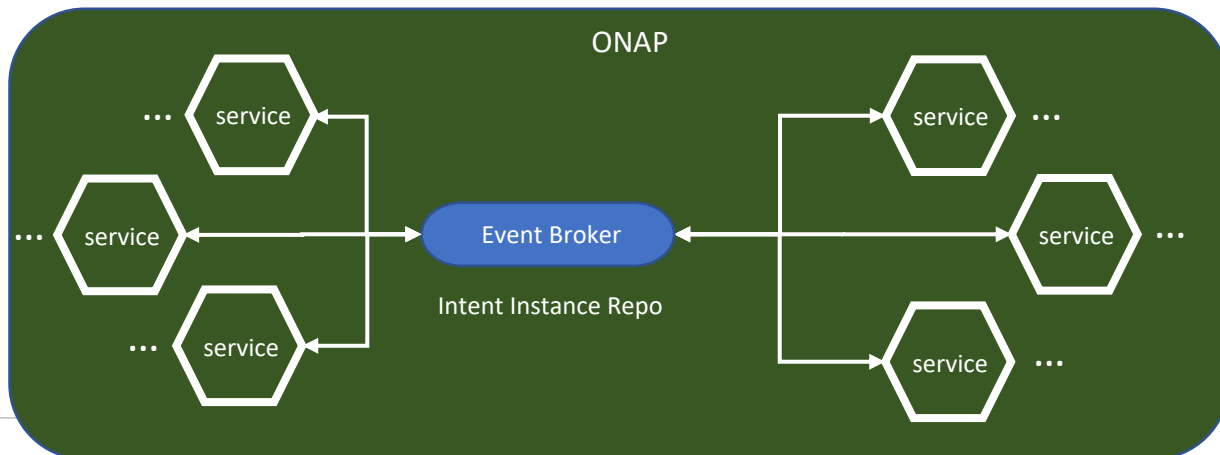 ONAP
... service
service ...
... service
Event Broker
service ...
Intent Instance Repo
... service
service ...